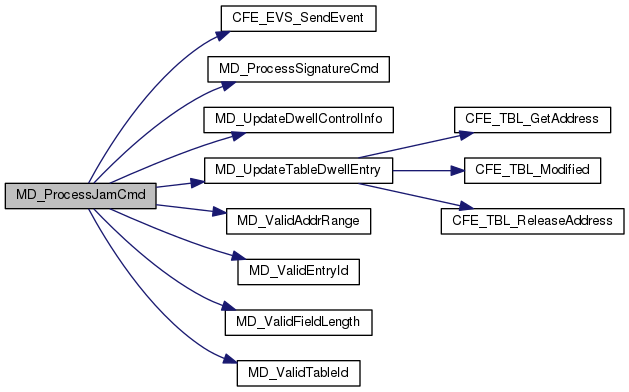 CFE_EVS_SendEvent
MD_ProcessSignatureCmd
MD_UpdateDwellControlInfo
CFE_TBL_GetAddress
MD_UpdateTableDwellEntry
CFE_TBL_Modified
MD_ProcessJamCmd
MD_ValidAddrRange
CFE_TBL_ReleaseAddress
MD_ValidEntryId
MD_ValidFieldLength
MD_ValidTableId